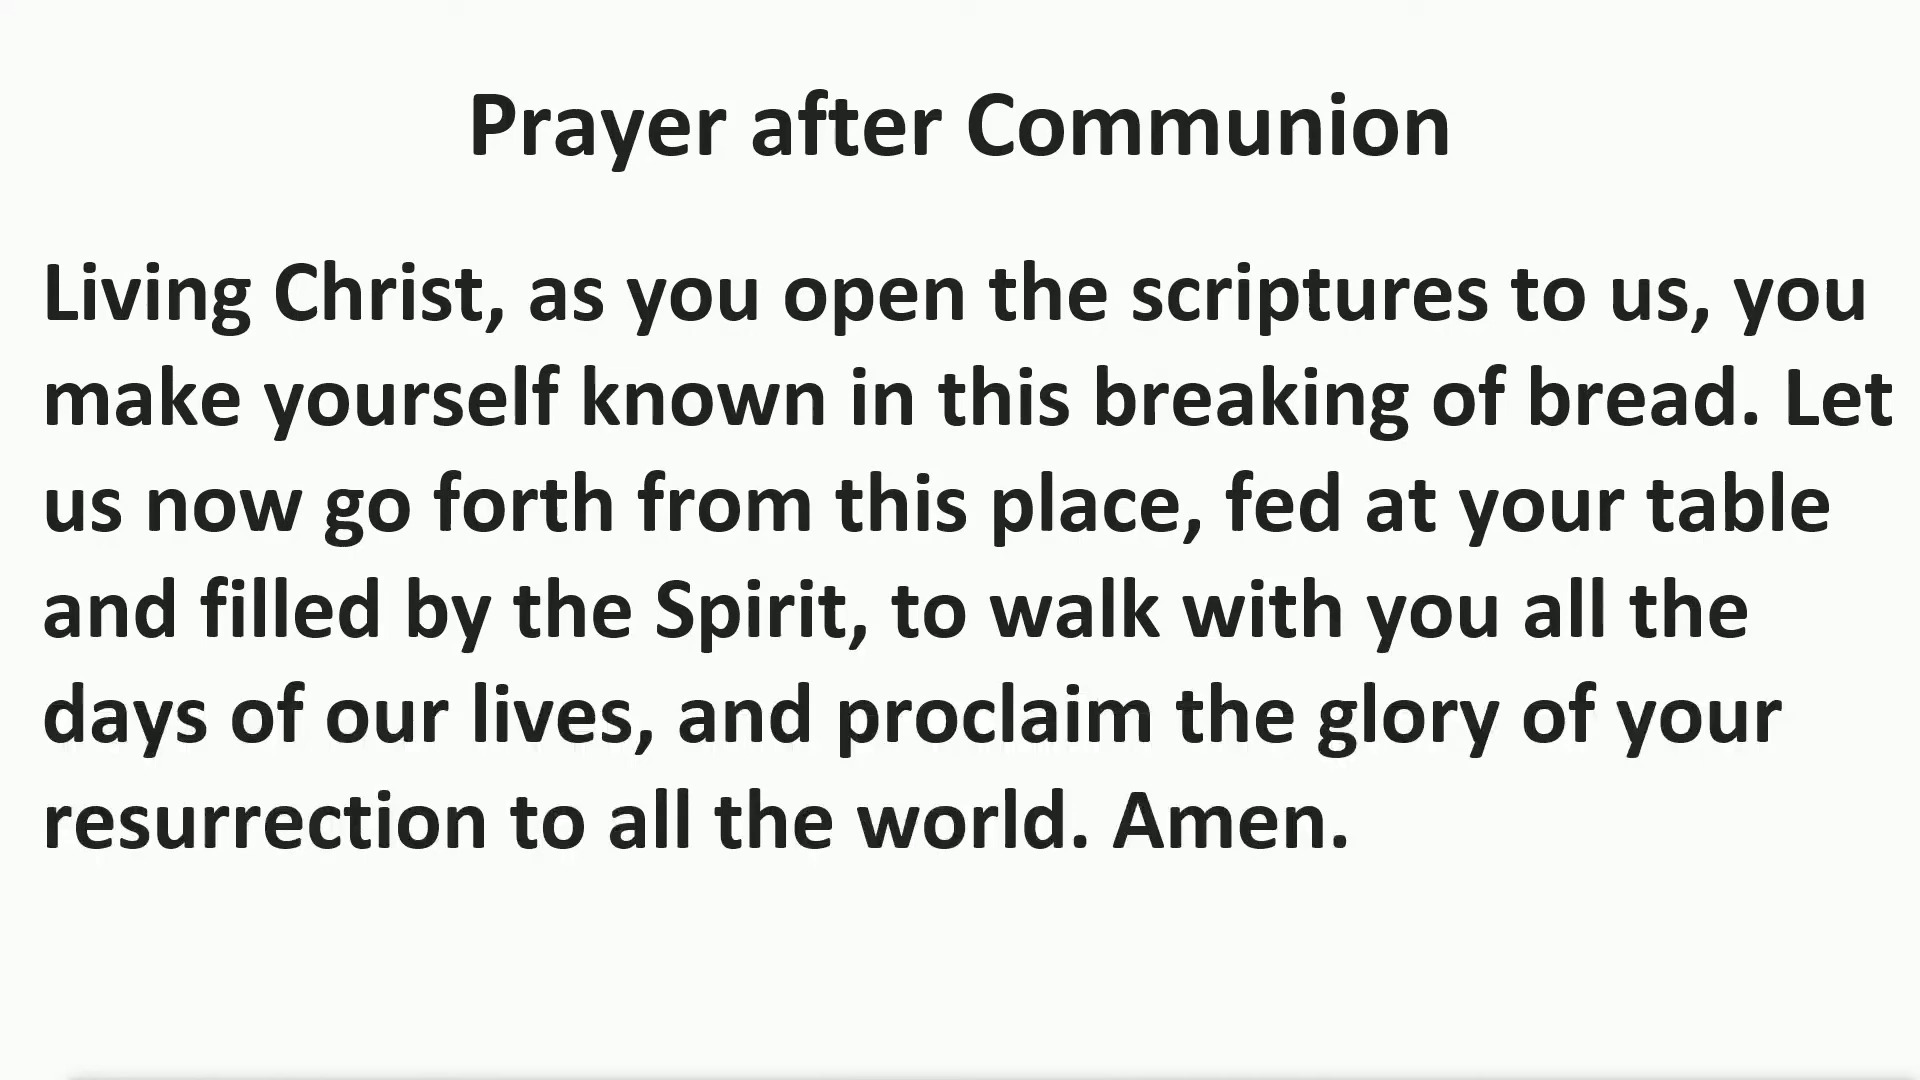 Prayer after Communion
Living Christ, as you open the scriptures to us, you
make yourself known in this breaking of bread. Let
us now go forth from this place, fed at your table
and filled by the Spirit, to walk with you all the
days of our lives, and proclaim the glory of your
resurrection to all the world. Amen.